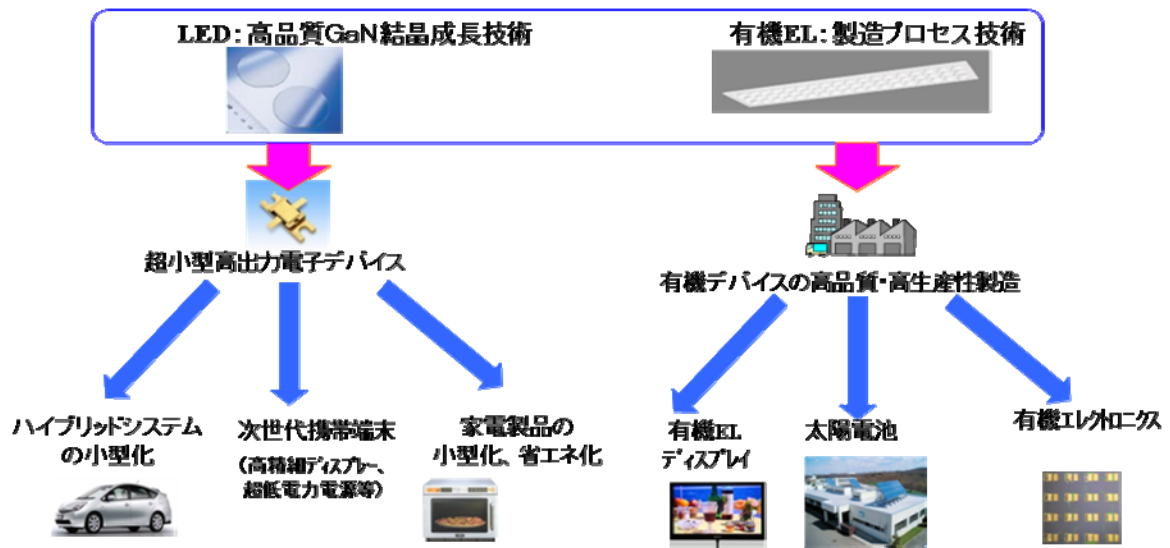 LED：高品質GaN結晶成長技術
有機EL：製造プロセス技術
超小型高出力電子デバイス
有機デバイスの高品質・高生産性製造
ハイブリッドシステム
の小型化
次世代携帯端末
（高精細ディスプレー、
超低電力電源等）
家電製品の
小型化、省エネ化
有機EL
ディスプレイ
太陽電池
有機エレクトロニクス